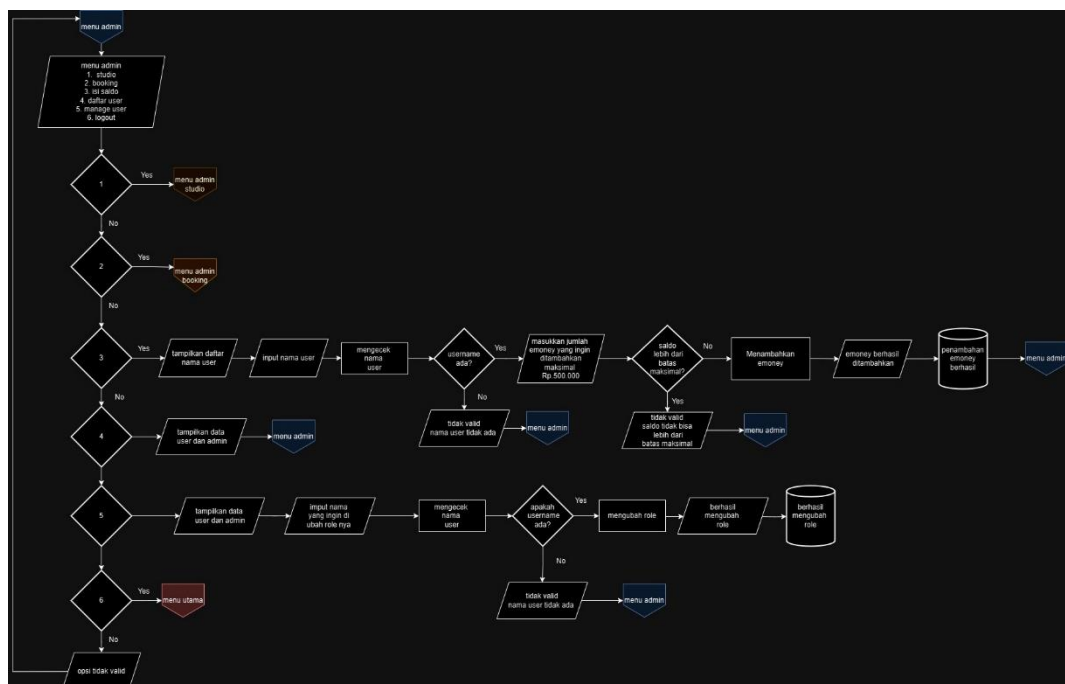 menu admin
menu admin
1. studio
2. booking
3. isi saldo
4. daftar user
5. manage user
6. logout
1
Yes
menu admin
studio
No
2
Yes
menu admin
booking
No
3
Yes
tampilkan daftar
nama user
input nama user
mengecek
nama
user
username
ada?
Yes
masukkan jumlah
emoney yang ingin
ditambahkan
maksimal
Rp.500.000
saldo
lebih dari
batas
maksimal?
No
Menambahkan
emoney
emoney berhasil
ditambahkan
penambahan
emoney
berhasil
menu admin
No
No
tidak valid
nama user tidak ada
menu admin
Yes
tidak valid
saldo tidak bisa
lebih dari
batas maksimal
menu admin
4
tampilkan data
user dan admin
menu admin
5
tampilkan data
user dan admin
imput nama
yang ingin di
ubah role nya
mengecek
nama
user
apakah
username
ada?
Yes
mengubah role
berhasil
mengubah
role
berhasil
mengubah
role
No
tidak valid
nama user tidak ada
menu admin
6
Yes
menu utama
No
opsi tidak valid